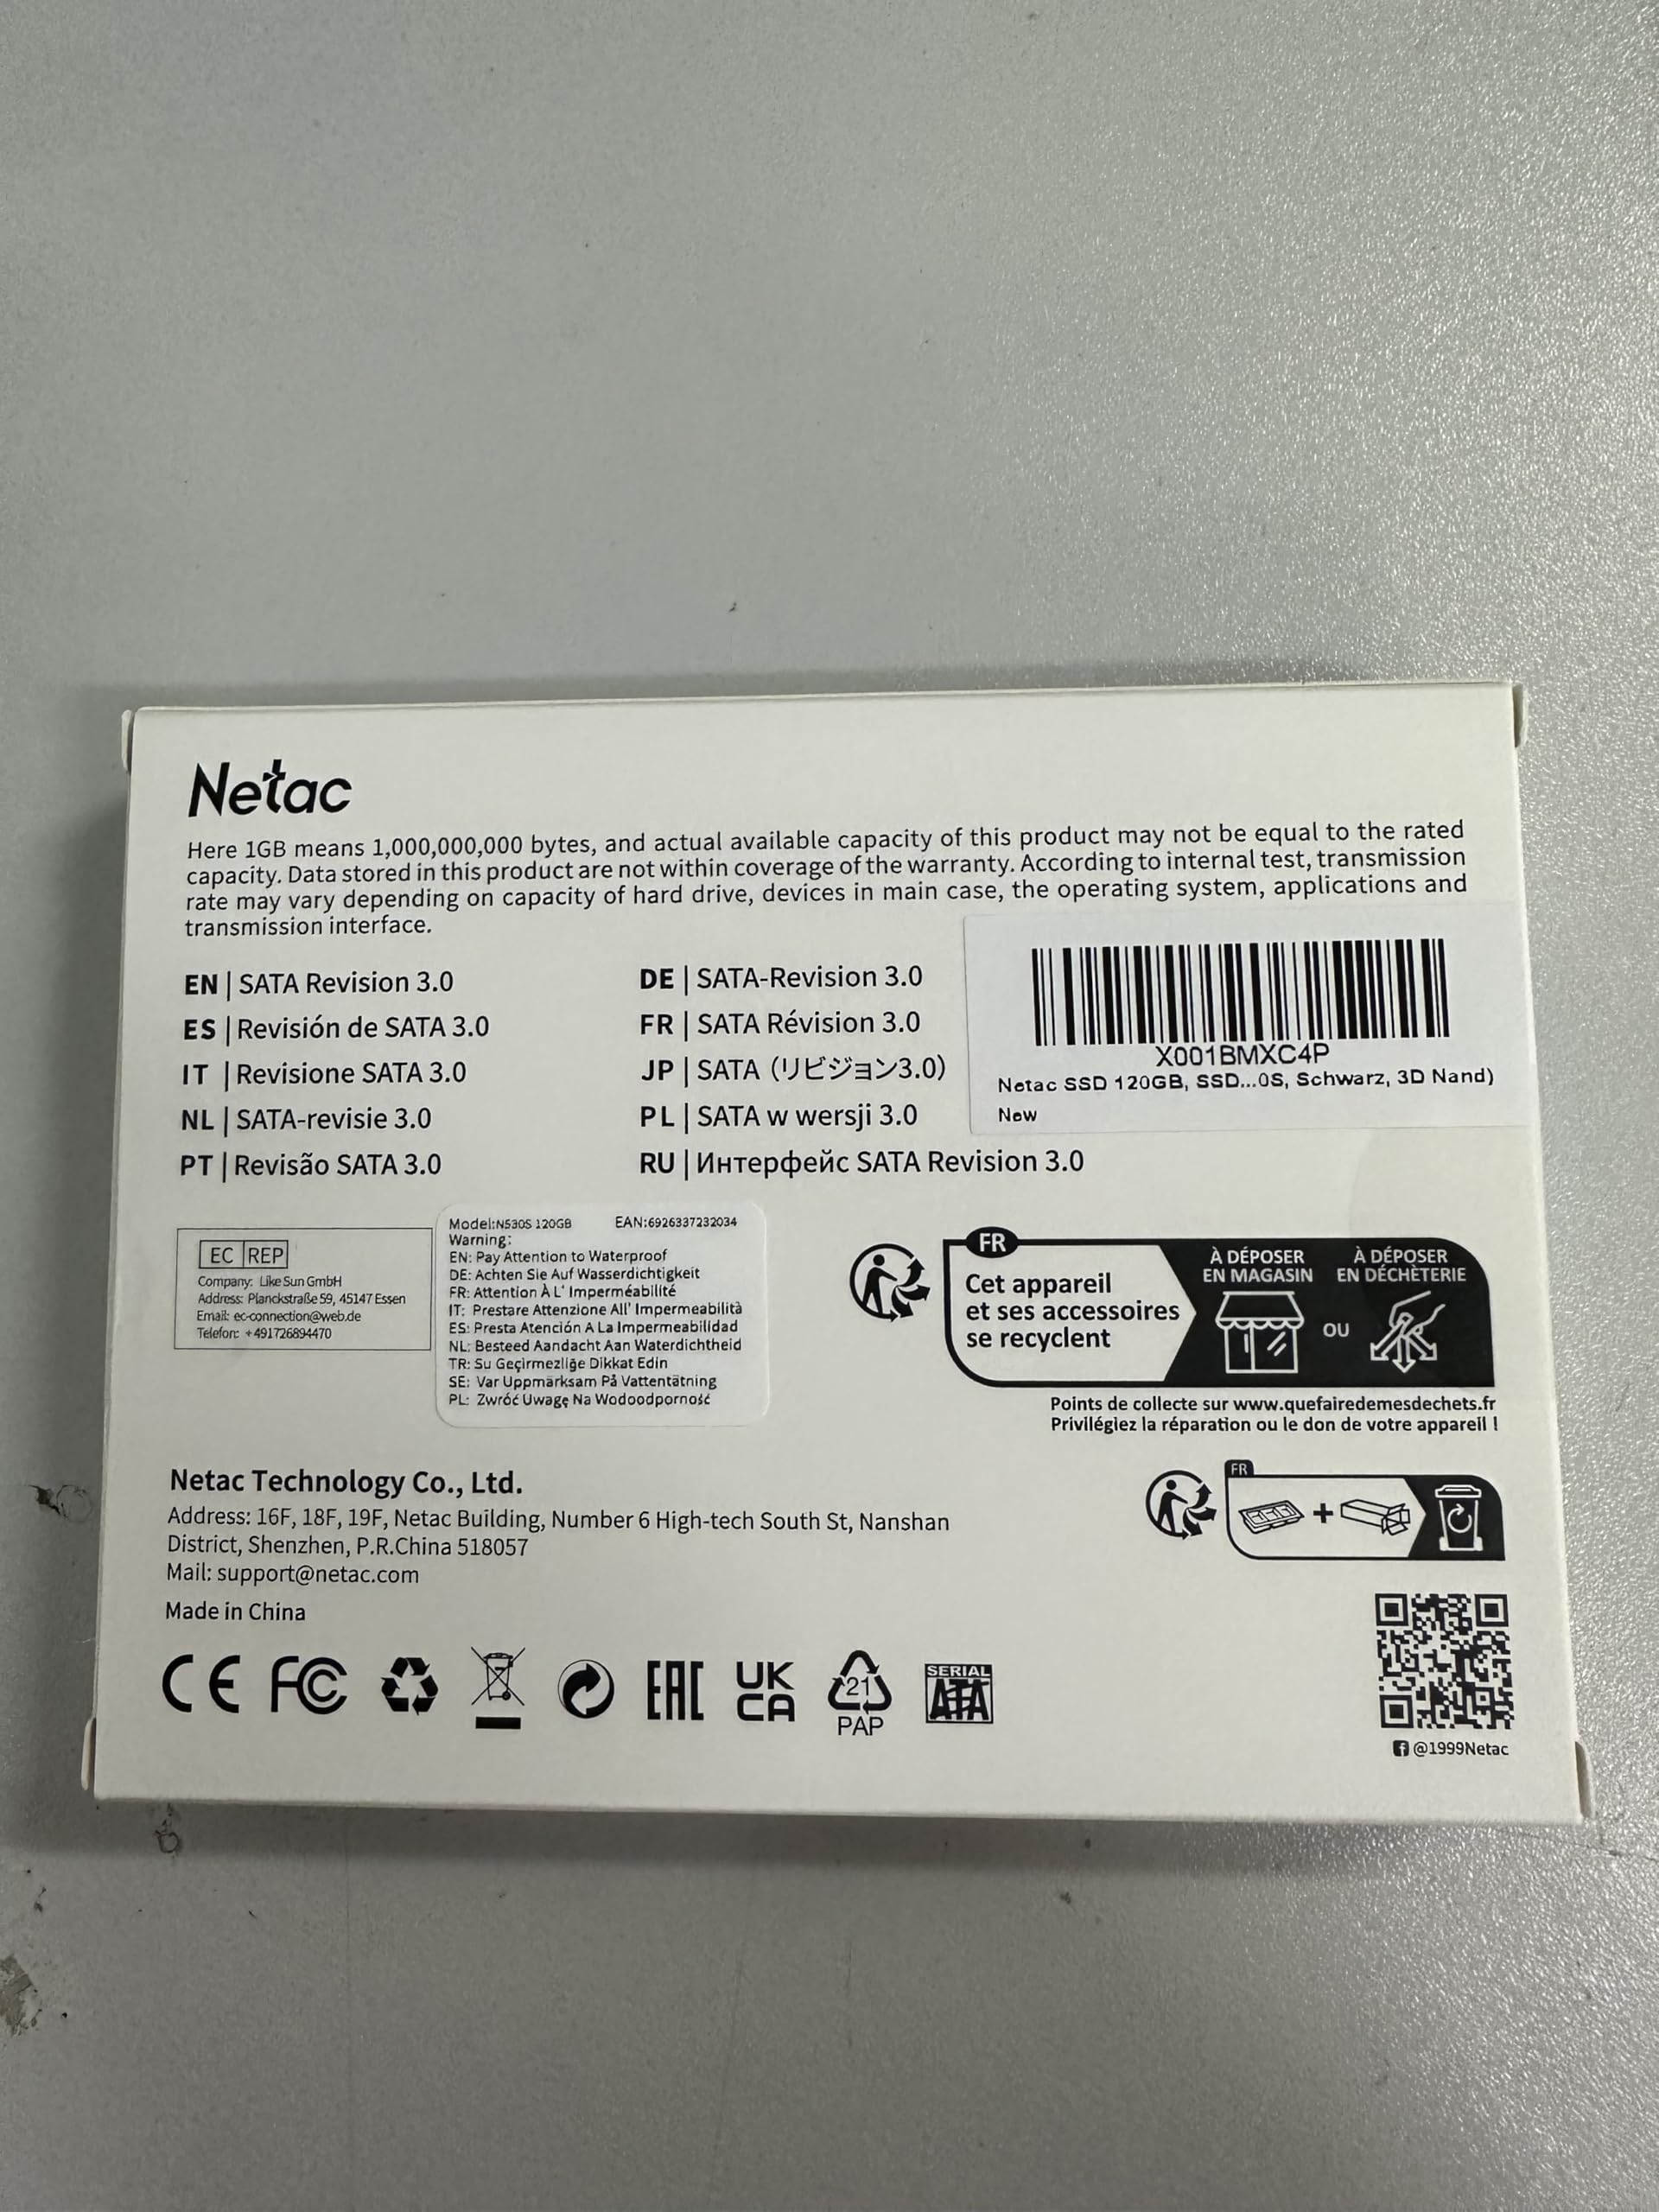 Netac
Here 1GB means 1,000,000,000 bytes, and actual available capacity of this product may not be equal to the rated
capacity. Data stored in this product are not within coverage of the warranty. According to internal test, transmission
rate may vary depending on capacity of hard drive, devices in main case, the operating system, applications and
transmission interface.
EN | SATA Revision 3.0
ES | Revisión de SATA 3.0
IT | Revisione SATA 3.0
NL | SATA-revisie 3.0
PT | Revisão SATA 3.0
DE | SATA-Revision 3.0
FR | SATA Révision 3.0
JP | SATA (リビジョン3.0)
PL | SATA w wersji 3.0
RU | Интерфейс SATA Revision 3.0
X001BMXC4P
Netac SSD 120GB, SSD...0S, Schwarz, 3D Nand)
New
EC REP
Company: Like Sun GmbH
Address: Planckstraße 59, 45147 Essen
Email: ec-connection@web.de
Telefon: +491726894470
Model:N530S 120GB EAN:6926337232034
Warning:
EN: Pay Attention to Waterproof
DE: Achten Sie Auf Wasserdichtigkeit
FR: Attention À L' Imperméabilité
IT: Prestare Attenzione All' Impermeabilità
ES: Presta Atención A La Impermeabilidad
NL: Besteed Aandacht Aan Waterdichtheid
TR: Su Geçirmezliğe Dikkat Edin
SE: Var Uppmärksam På Vattentätning
PL: Zwróć Uwagę Na Wodoodporność
FR
Cet appareil
et ses accessoires
se recyclent
À DÉPOSER
EN MAGASIN
OU
À DÉPOSER
EN DÉCHÈTERIE
Points de collecte sur www.quefairedemesdechets.fr
Privilégiez la réparation ou le don de votre appareil !
FR
+
Netac Technology Co., Ltd.
Address: 16F, 18F, 19F, Netac Building, Number 6 High-tech South St, Nanshan
District, Shenzhen, P.R.China 518057
Mail: support@netac.com
Made in China
CE FC EAC UK
CA 21
PAP
SERIAL
ATA
@1999Netac